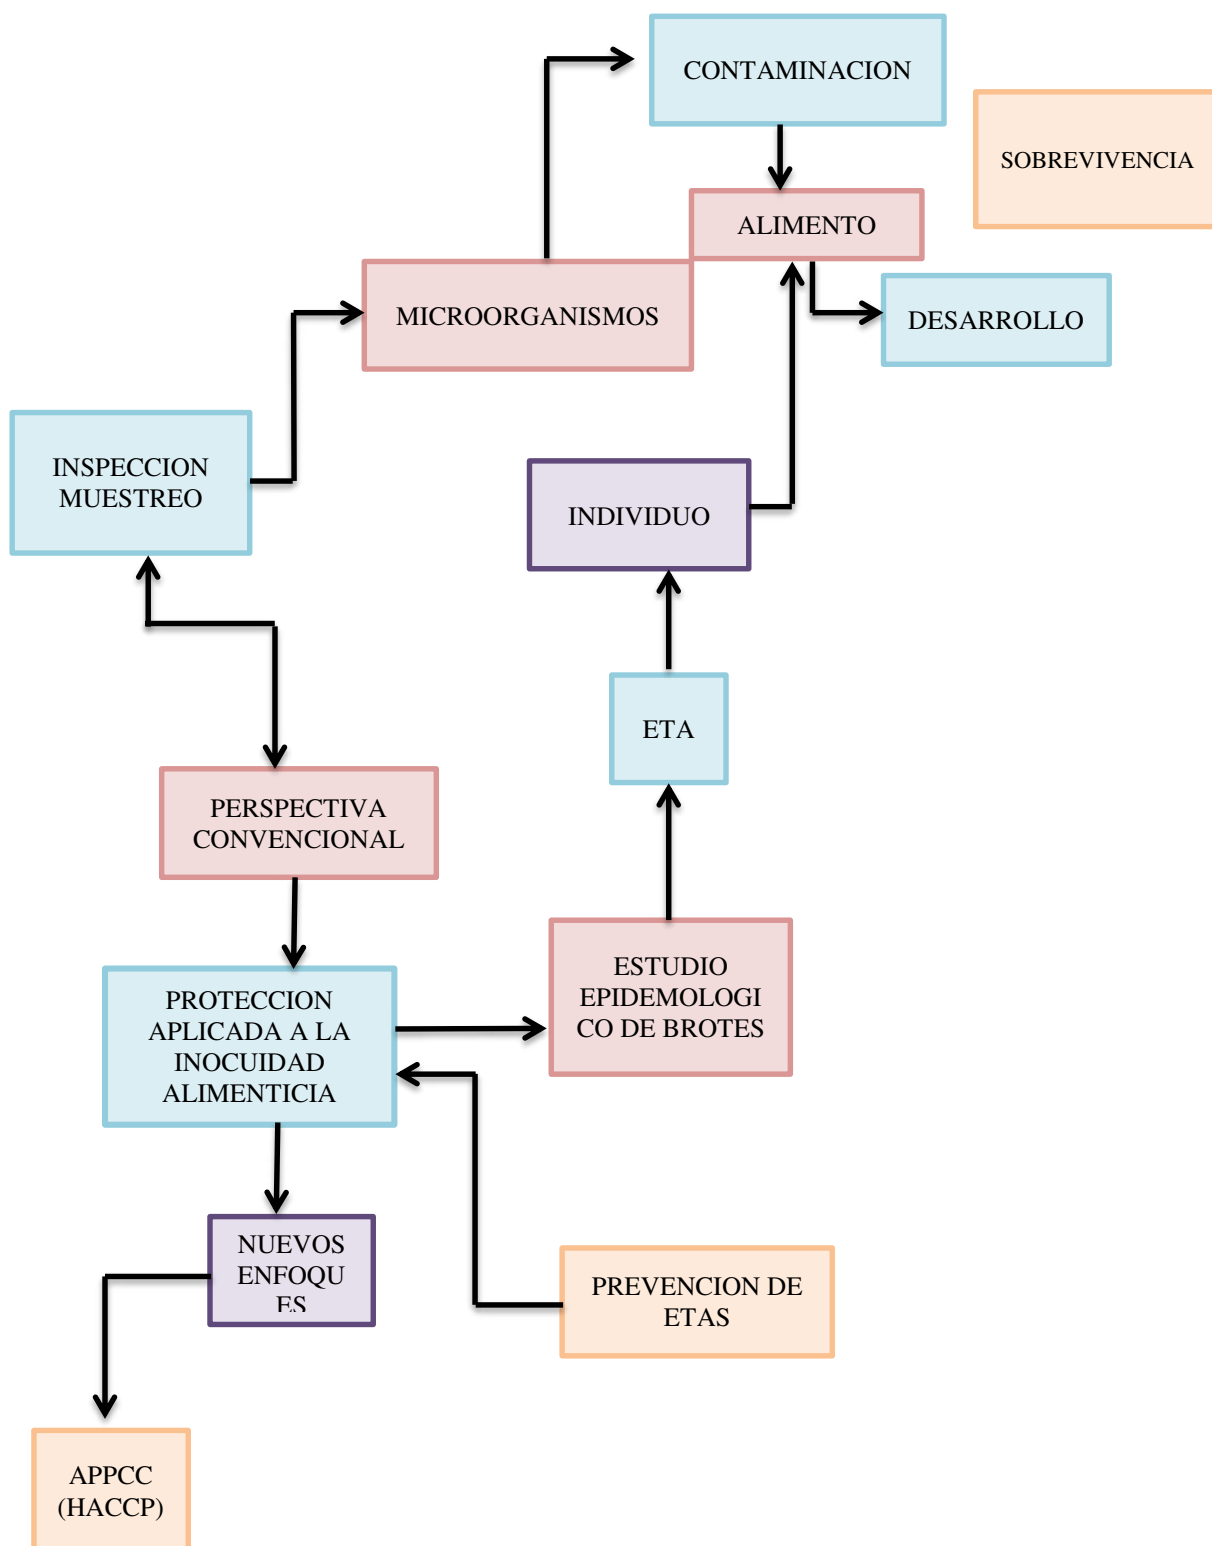 CONTAMINACION
SOBREVIVENCIA
ALIMENTO
MICROORGANISMOS
DESARROLLO
INSPECCION
MUESTREO
INDIVIDUO
ETA
PERSPECTIVA
CONVENCIONAL
ESTUDIO
EPIDEMOLOGI
CO DE BROTES
PROTECCION
APLICADA A LA
INOCUIDAD
ALIMENTICIA
NUEVOS
ENFOQU
ES
PREVENCION DE
ETAS
APPCC
(HACCP)